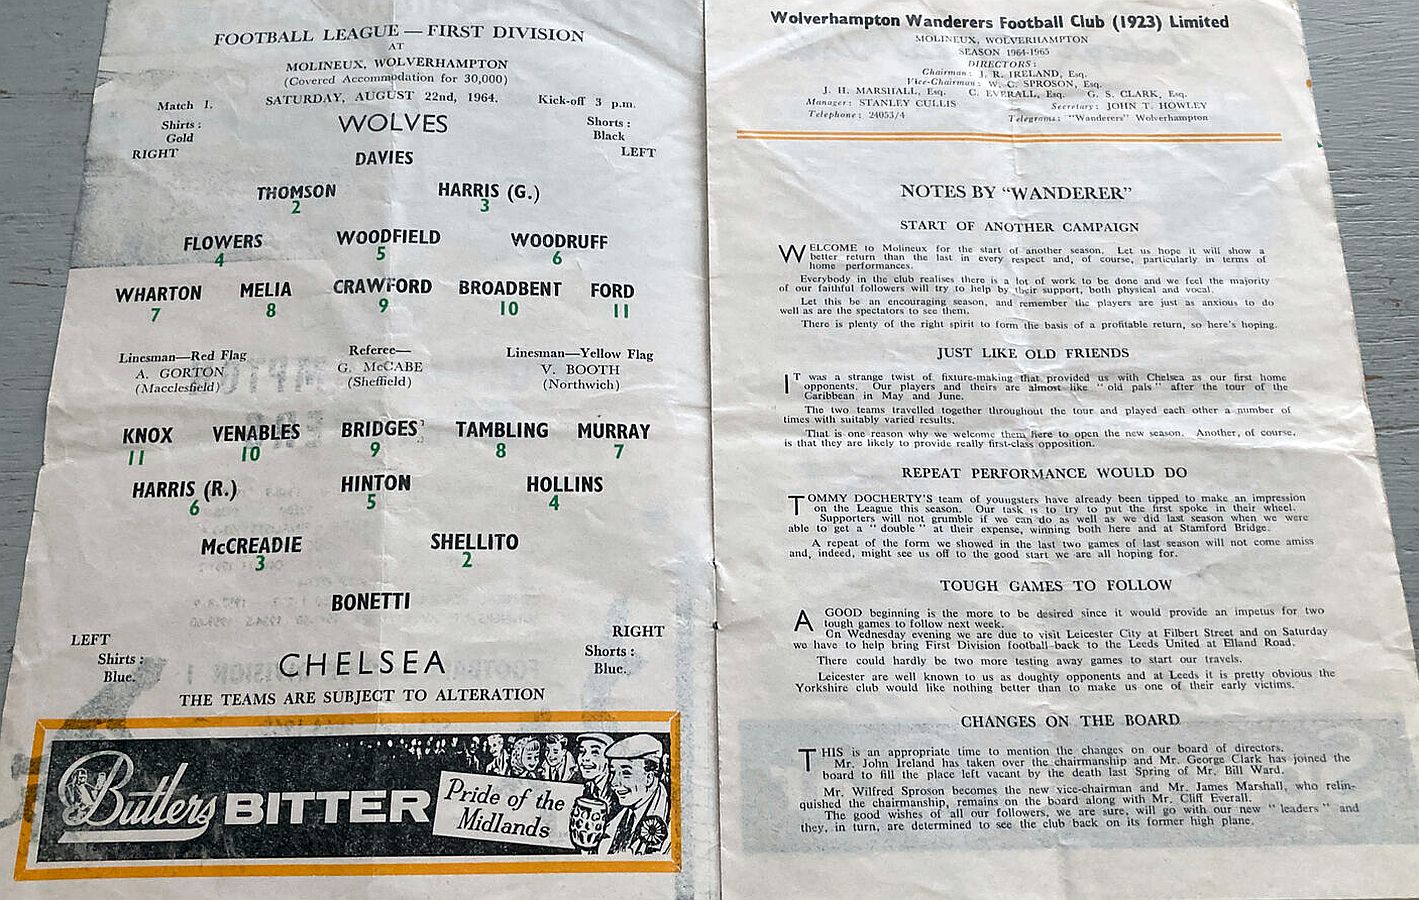 FOOTBALL LEAGUE — FIRST DIVISION
AT
MOLINEUX, WOLVERHAMPTON
(Covered Accommodation for 30,000)
Match 1. SATURDAY, AUGUST 22nd, 1964. Kick-off 3 p.m.
Shirts: WOLVES Shorts:
Gold Black
RIGHT DAVIES LEFT
THOMSON HARRIS (G.)
2 3
FLOWERS WOODFIELD WOODRUFF
4 5 6
WHARTON MELIA CRAWFORD BROADBENT FORD
7 8 9 10 11
Linesman—Red Flag Referee— Linesman—Yellow Flag
A. GORTON G. McCABE V. BOOTH
(Macclesfield) (Sheffield) (Northwich)
KNOX VENABLES BRIDGES TAMBLING MURRAY
11 10 9 8 7
HARRIS (R.) HINTON HOLLINS
6 5 4
McCREADIE SHELLITO
3 2
BONETTI
LEFT RIGHT
Shirts: CHELSEA Shorts:
Blue. Blue.
THE TEAMS ARE SUBJECT TO ALTERATION
Butlers BITTER Pride of the
Midlands
Wolverhampton Wanderers Football Club (1923) Limited
MOLINEUX, WOLVERHAMPTON
SEASON 1964-1965
DIRECTORS:
Chairman: J. R. IRELAND, Esq.
Vice-Chairman: W. C. SPROSON, Esq.
J. H. MARSHALL, Esq. C. EVERALL, Esq. G. S. CLARK, Esq.
Manager: STANLEY CULLIS Secretary: JOHN T. HOWLEY
Telephone: 24053/4 Telegrams: "Wanderers" Wolverhampton
NOTES BY "WANDERER"
START OF ANOTHER CAMPAIGN
WELCOME to Molineux for the start of another season. Let us hope it will show a
better return than the last in every respect and, of course, particularly in terms of
home performances.
Everybody in the club realises there is a lot of work to be done and we feel the majority
of our faithful followers will try to help by their support, both physical and vocal.
Let this be an encouraging season, and remember the players are just as anxious to do
well as are the spectators to see them.
There is plenty of the right spirit to form the basis of a profitable return, so here's hoping.
JUST LIKE OLD FRIENDS
IT was a strange twist of fixture-making that provided us with Chelsea as our first home
opponents. Our players and theirs are almost like "old pals" after the tour of the
Caribbean in May and June.
The two teams travelled together throughout the tour and played each other a number of
times with suitably varied results.
That is one reason why we welcome them here to open the new season. Another, of course,
is that they are likely to provide really first-class opposition.
REPEAT PERFORMANCE WOULD DO
TOMMY DOCHERTY'S team of youngsters have already been tipped to make an impression
on the League this season. Our task is to try to put the first spoke in their wheel.
Supporters will not grumble if we can do as well as we did last season when we were
able to get a "double" at their expense, winning both here and at Stamford Bridge.
A repeat of the form we showed in the last two games of last season will not come amiss
and, indeed, might see us off to the good start we are all hoping for.
TOUGH GAMES TO FOLLOW
A GOOD beginning is the more to be desired since it would provide an impetus for two
tough games to follow next week.
On Wednesday evening we are due to visit Leicester City at Filbert Street and on Saturday
we have to help bring First Division football back to the Leeds United at Elland Road.
There could hardly be two more testing away games to start our travels.
Leicester are well known to us as doughty opponents and at Leeds it is pretty obvious the
Yorkshire club would like nothing better than to make us one of their early victims.
CHANGES ON THE BOARD
THIS is an appropriate time to mention the changes on our board of directors.
Mr. John Ireland has taken over the chairmanship and Mr. George Clark has joined the
board to fill the place left vacant by the death last Spring of Mr. Bill Ward.
Mr. Wilfred Sproson becomes the new vice-chairman and Mr. James Marshall, who relin-
quished the chairmanship, remains on the board along with Mr. Cliff Everall.
The good wishes of all our followers, we are sure, will go with our new "leaders" and
they, in turn, are determined to see the club back on its former high plane.